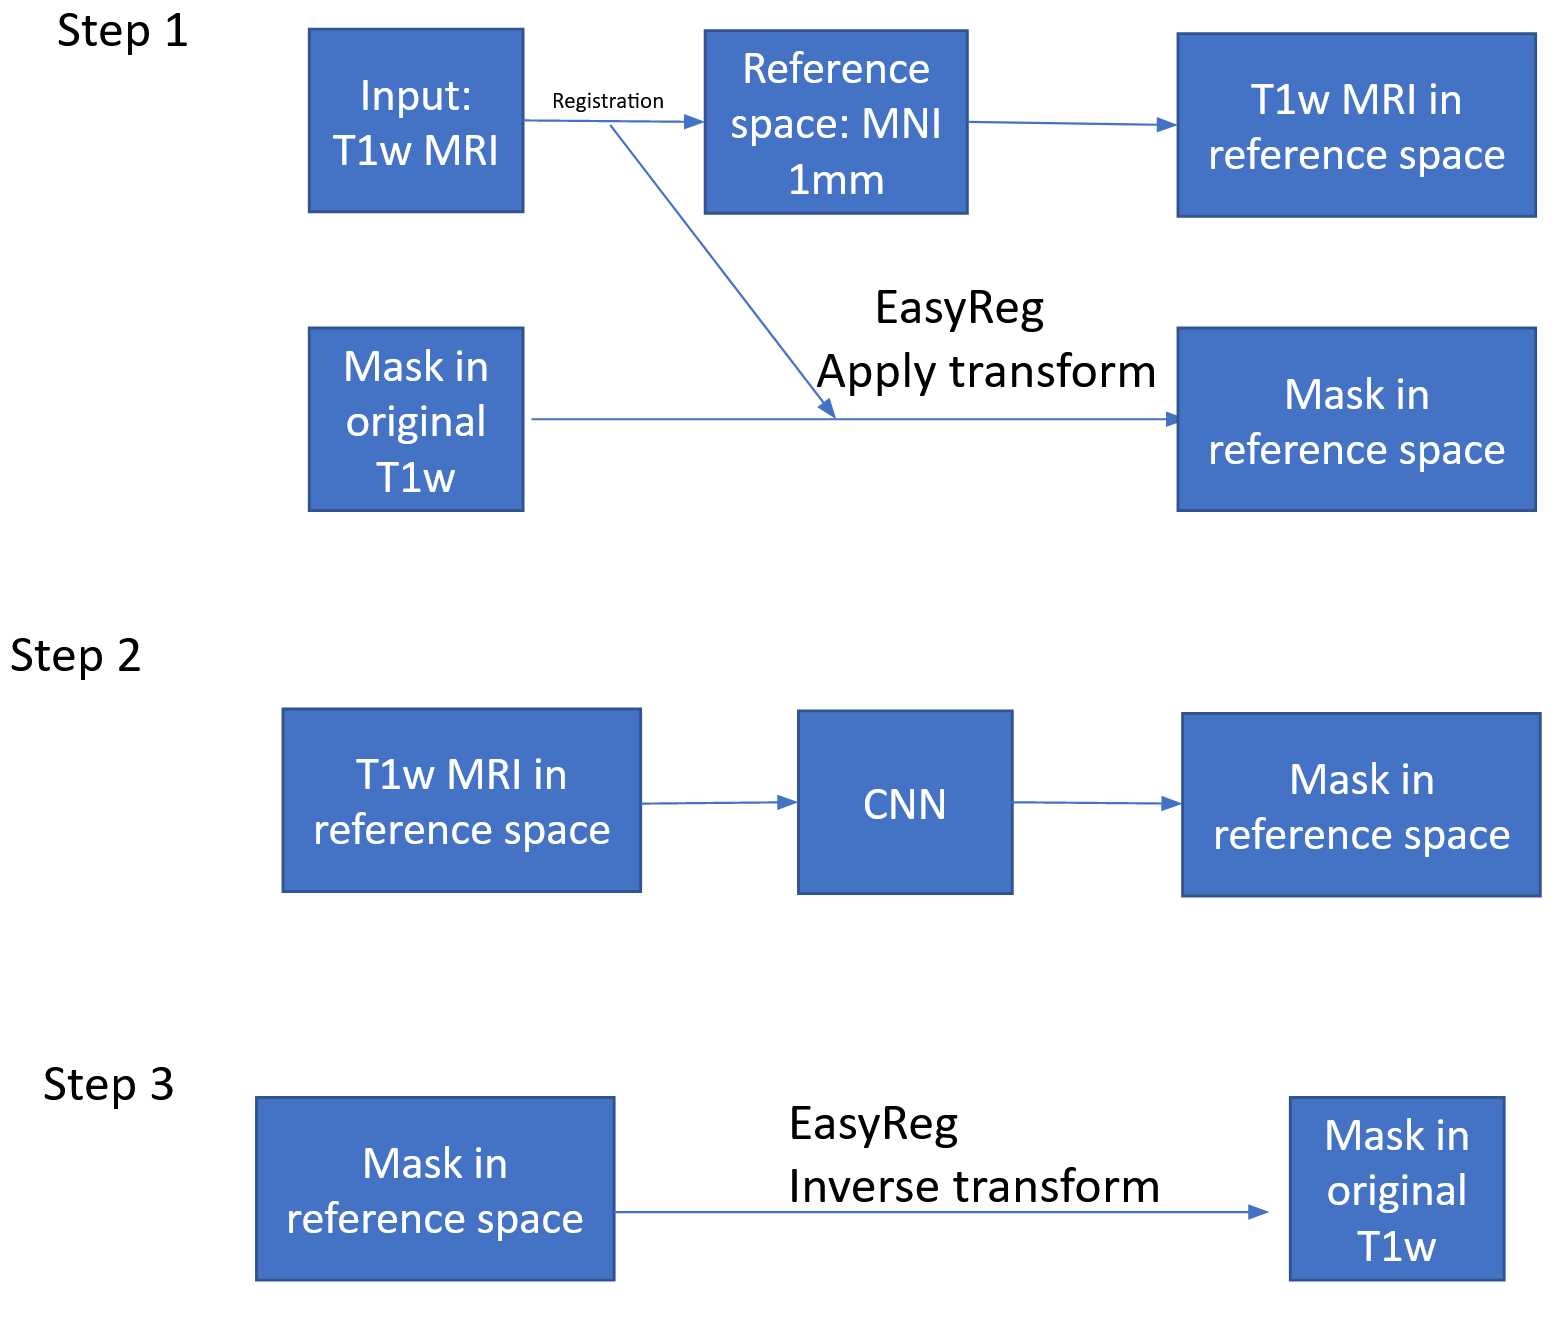 Step 1
Input:
T1w MRI
Registration
Reference
space: MNI
1mm
T1w MRI in
reference space
Mask in
original
T1w
EasyReg
Apply transform
Mask in
reference space
Step 2
T1w MRI in
reference space
CNN
Mask in
reference space
Step 3
Mask in
reference space
EasyReg
Inverse transform
Mask in
original
T1w